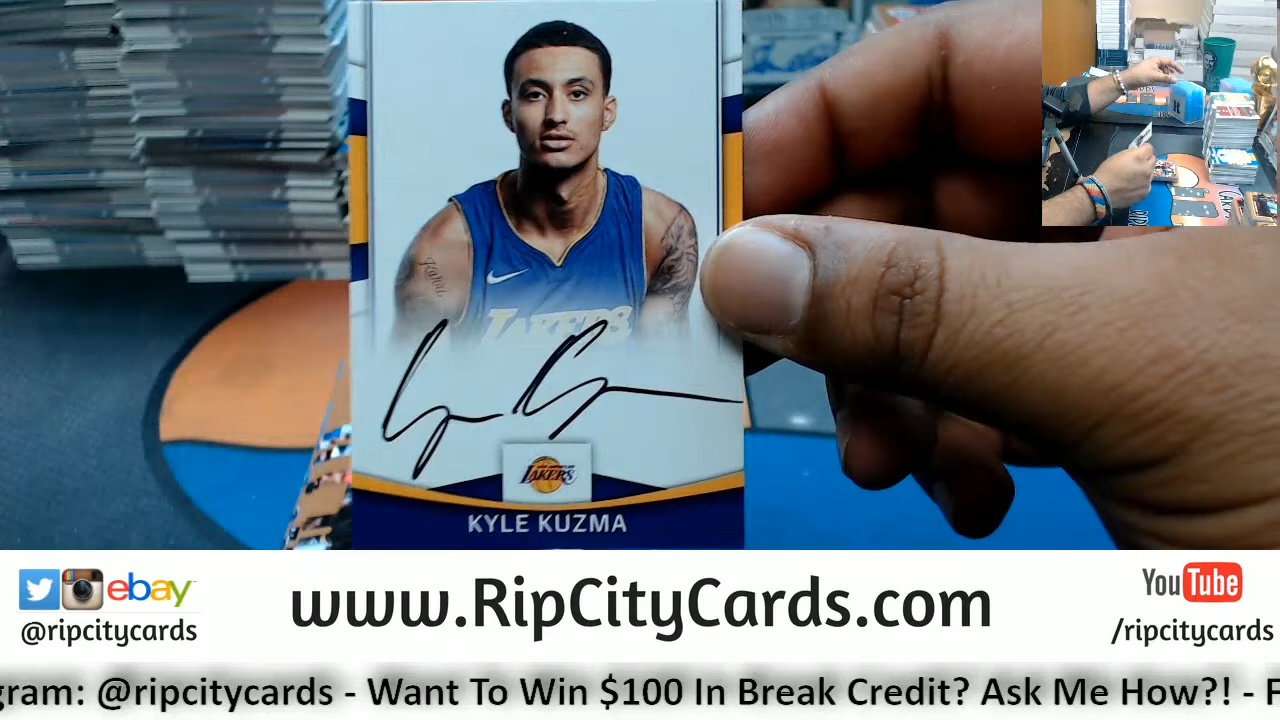 LAKERS
LAKERS
KYLE KUZMA
ebay
@ripcitycards
www.RipCityCards.com
YouTube
/ripcitycards
gram: @ripcitycards - Want To Win $100 In Break Credit? Ask Me How?! - F